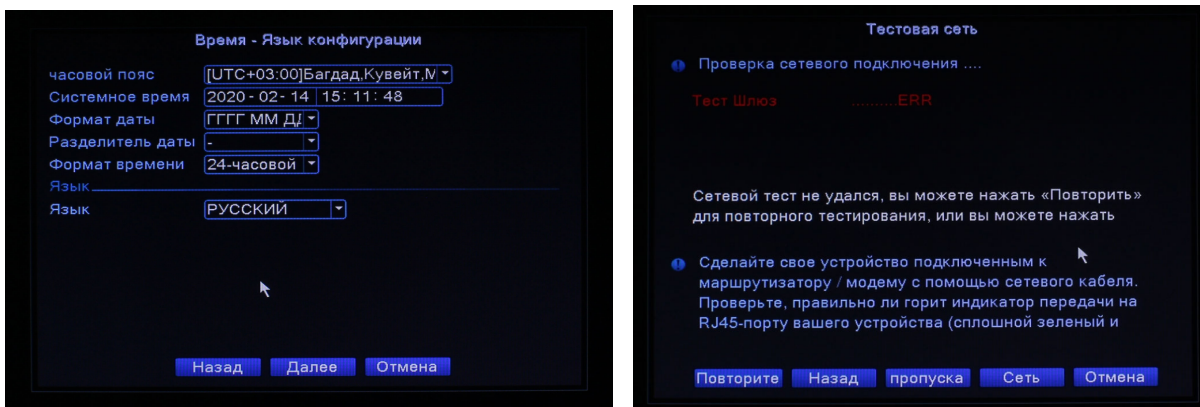 Время - Язык конфигурации
часовой пояс [UTC+03:00]Багдад,Кувейт,М
Системное время 2020 - 02 - 14 15: 11: 48
Формат даты ГГГГ ММ ДД
Разделитель даты -
Формат времени 24-часовой
Язык
Язык РУССКИЙ
Назад Далее Отмена
Тестовая сеть
Проверка сетевого подключения ....
Тест Шлюз ..........ERR
Сетевой тест не удался, вы можете нажать «Повторить»
для повторного тестирования, или вы можете нажать
Сделайте свое устройство подключенным к
маршрутизатору / модему с помощью сетевого кабеля.
Проверьте, правильно ли горит индикатор передачи на
RJ45-порту вашего устройства (сплошной зеленый и
Повторите Назад пропуска Сеть Отмена